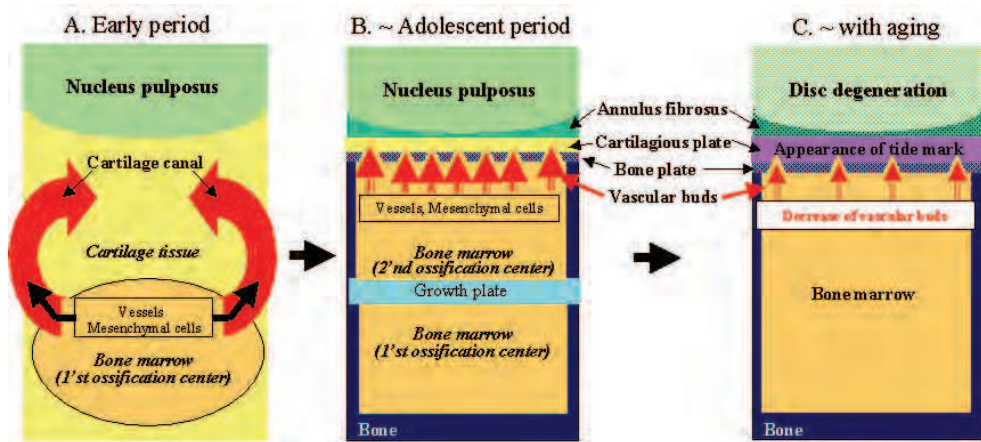 A. Early period
Nucleus pulposus
Cartilage canal
Cartilage tissue
Vessels
Mesenchymal cells
Bone marrow
(1'st ossification center)
B. ~ Adolescent period
Nucleus pulposus
Vessels, Mesenchymal cells
Bone marrow
(2'nd ossification center)
Growth plate
Bone marrow
(1'st ossification center)
Bone
Annulus fibrosus
Cartilagious plate
Bone plate
Vascular buds
C. ~ with aging
Disc degeneration
Appearance of tide mark
Decrease of vascular buds
Bone marrow
Bone